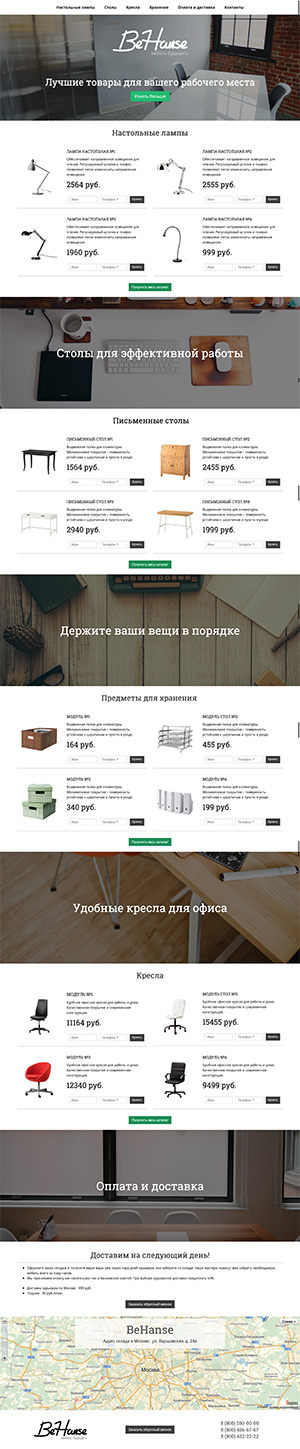 Настольные лампы Столы Кресла Хранение Оплата и доставка Контакты
BeHanse
мебель будущего
Лучшие товары для вашего рабочего места
Узнать больше
Настольные лампы
ЛАМПА НАСТОЛЬНАЯ №1
Обеспечивает направленное освещение для
чтения. Регулируемый штатив и плафон
позволяют легко изменять направление
освещения.
2564 руб.
Имя Телефон * Купить
ЛАМПА НАСТОЛЬНАЯ №2
Обеспечивает направленное освещение для
чтения. Регулируемый штатив и плафон
позволяют легко изменять направление
освещения.
2555 руб.
Имя Телефон * Купить
ЛАМПА НАСТОЛЬНАЯ №3
Обеспечивает направленное освещение для
чтения. Регулируемый штатив и плафон
позволяют легко изменять направление
освещения.
1960 руб.
Имя Телефон * Купить
ЛАМПА НАСТОЛЬНАЯ №4
Обеспечивает направленное освещение для
чтения. Регулируемый штатив и плафон
позволяют легко изменять направление
освещения.
999 руб.
Имя Телефон * Купить
Получить весь каталог
Столы для эффективной работы
Письменные столы
ПИСЬМЕННЫЙ СТОЛ №1
Выдвижная полка для клавиатуры.
Меламиновое покрытие - поверхность
устойчива к царапинам и проста в уходе.
1564 руб.
Имя Телефон * Купить
ПИСЬМЕННЫЙ СТОЛ №2
Выдвижная полка для клавиатуры.
Меламиновое покрытие - поверхность
устойчива к царапинам и проста в уходе.
2455 руб.
Имя Телефон * Купить
ПИСЬМЕННЫЙ СТОЛ №3
Выдвижная полка для клавиатуры.
Меламиновое покрытие - поверхность
устойчива к царапинам и проста в уходе.
2940 руб.
Имя Телефон * Купить
ПИСЬМЕННЫЙ СТОЛ №4
Выдвижная полка для клавиатуры.
Меламиновое покрытие - поверхность
устойчива к царапинам и проста в уходе.
1999 руб.
Имя Телефон * Купить
Получить весь каталог
Держите ваши вещи в порядке
Предметы для хранения
МОДУЛЬ №1
Выдвижная полка для клавиатуры.
Меламиновое покрытие - поверхность
устойчива к царапинам и проста в уходе.
164 руб.
Имя Телефон * Купить
МОДУЛЬ СТОЛ №2
Выдвижная полка для клавиатуры.
Меламиновое покрытие - поверхность
устойчива к царапинам и проста в уходе.
455 руб.
Имя Телефон * Купить
МОДУЛЬ №3
Выдвижная полка для клавиатуры.
Меламиновое покрытие - поверхность
устойчива к царапинам и проста в уходе.
340 руб.
Имя Телефон * Купить
МОДУЛЬ №4
Выдвижная полка для клавиатуры.
Меламиновое покрытие - поверхность
устойчива к царапинам и проста в уходе.
199 руб.
Имя Телефон * Купить
Получить весь каталог
Удобные кресла для офиса
Кресла
МОДУЛЬ №1
Удобное офисное кресло для работы и дома
Качественное покрытие и современная
конструкция.
11164 руб.
Имя Телефон * Купить
МОДУЛЬ СТОЛ №2
Удобное офисное кресло для работы и дома
Качественное покрытие и современная
конструкция.
15455 руб.
Имя Телефон * Купить
МОДУЛЬ №3
Удобное офисное кресло для работы и дома
Качественное покрытие и современная
конструкция.
12340 руб.
Имя Телефон * Купить
МОДУЛЬ №4
Удобное офисное кресло для работы и дома
Качественное покрытие и современная
конструкция.
9499 руб.
Имя Телефон * Купить
Получить весь каталог
Оплата и доставка
Доставим на следующий день!
Заказать обратный звонок
BeHanse
Адрес склада в Москве: ул. Варшавская, д. 24а
Москва
BeHanse
мебель будущего
Заказать обратный звонок
8 (800) 200-00-00
8 (800) 456-67-67
8 (800) 422-22-22